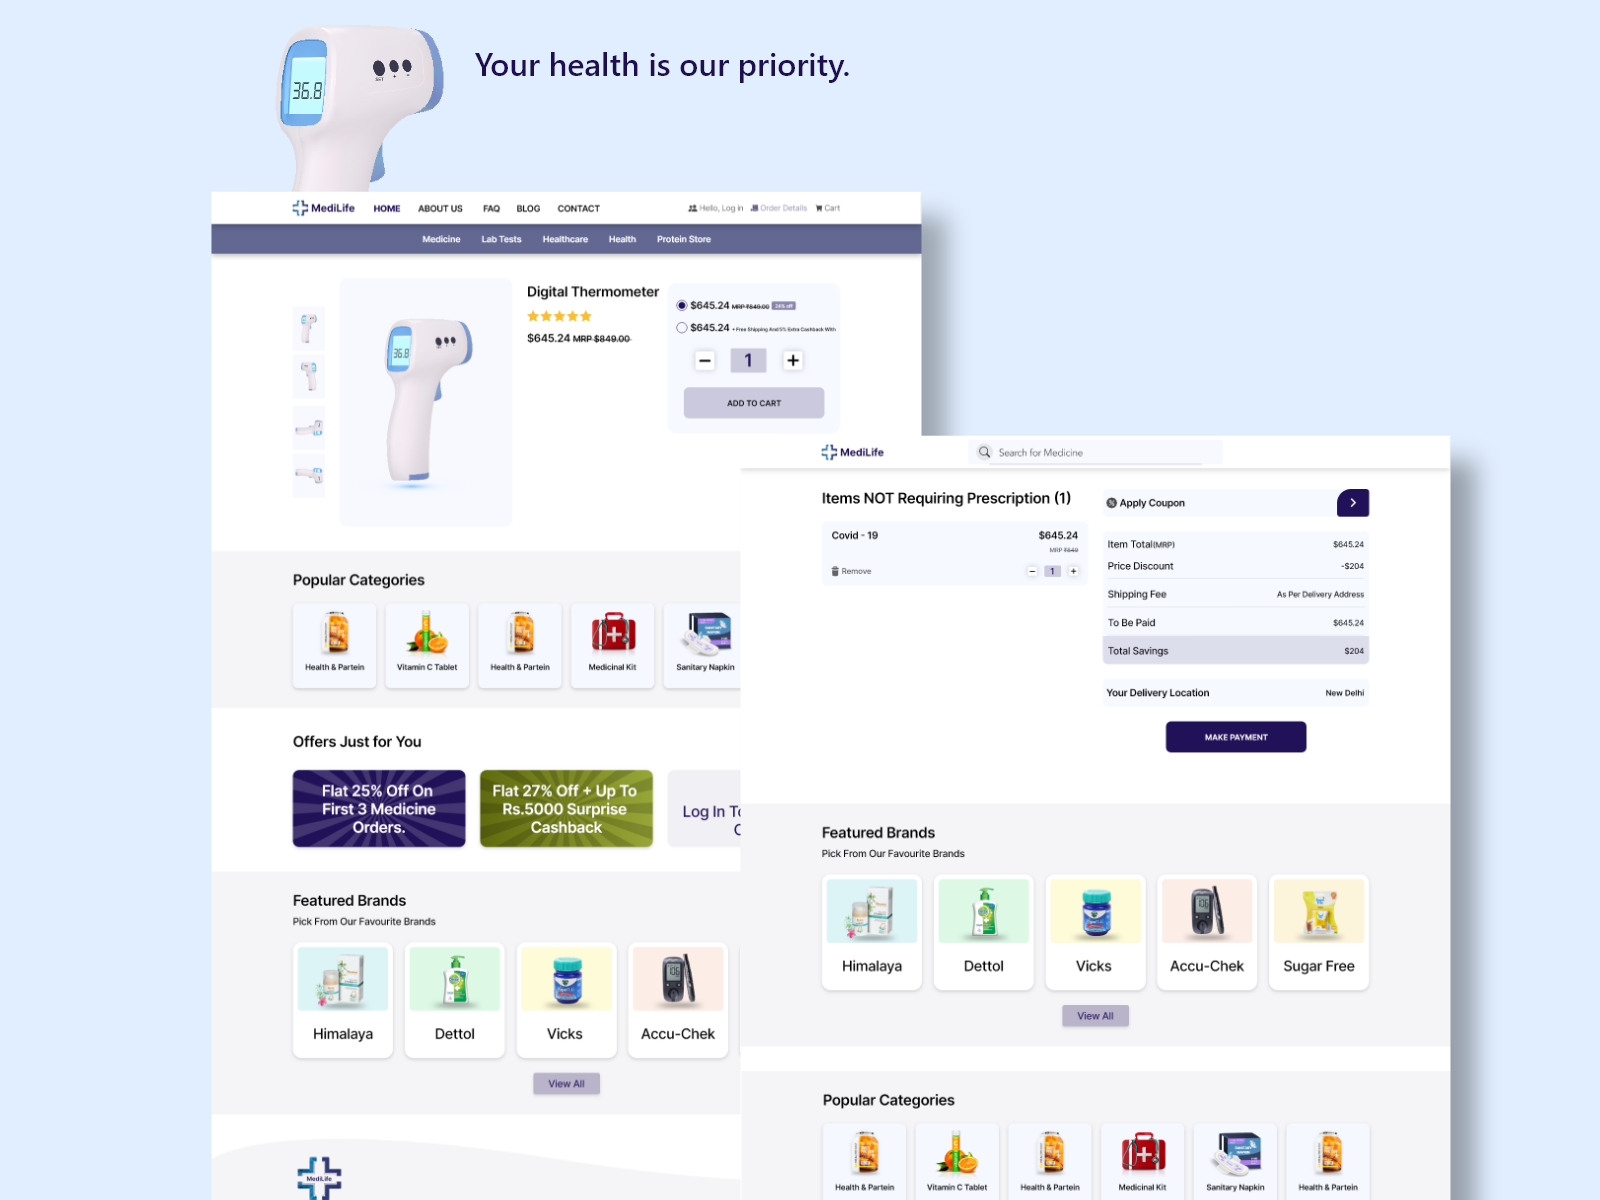 Your health is our priority.
36.8
SET + -
MediLife HOME ABOUT US FAQ BLOG CONTACT Hello, Log in Order Details Cart
Medicine Lab Tests Healthcare Health Protein Store
Digital Thermometer
$645.24 MRP $849.00
36.8
$645.24 MRP ₹849.00 24% off
$645.24 + Free Shipping And 5% Extra Cashback With
− 1 +
ADD TO CART
Popular Categories
Health & Partein
Vitamin C Tablet
Health & Partein
Medicinal Kit
Sanitary Napkin
Offers Just for You
Flat 25% Off On
First 3 Medicine
Orders.
Flat 27% Off + Up To
Rs.5000 Surprise
Cashback
Log In To
Featured Brands
Pick From Our Favourite Brands
Himalaya
Dettol
Vicks
Accu-Chek
View All
MediLife
MediLife
Search for Medicine
Items NOT Requiring Prescription (1)
Covid - 19 $645.24
MRP ₹849
Remove − 1 +
Apply Coupon
Item Total(MRP) $645.24
Price Discount -$204
Shipping Fee As Per Delivery Address
To Be Paid $645.24
Total Savings $204
Your Delivery Location New Delhi
MAKE PAYMENT
Featured Brands
Pick From Our Favourite Brands
Himalaya
Dettol
Vicks
Accu-Chek
Sugar Free
View All
Popular Categories
Health & Partein
Vitamin C Tablet
Health & Partein
Medicinal Kit
Sanitary Napkin
Health & Partein